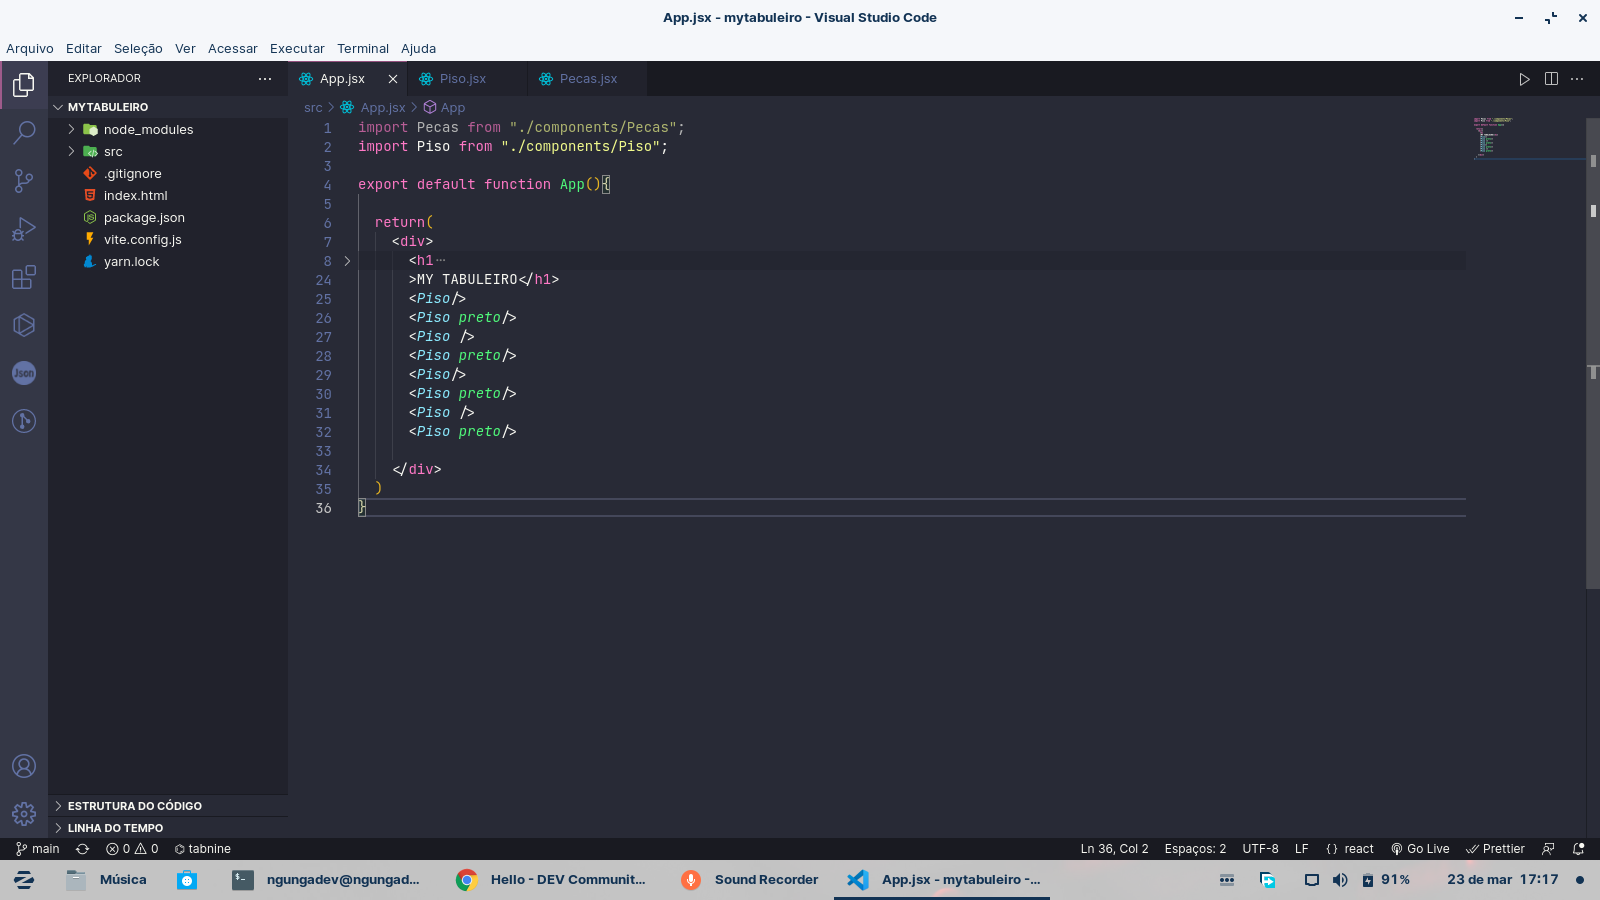 App.jsx - mytabuleiro - Visual Studio Code
Arquivo Editar Seleção Ver Acessar Executar Terminal Ajuda
EXPLORADOR
MYTABULEIRO
node_modules
src
.gitignore
index.html
package.json
vite.config.js
yarn.lock
ESTRUTURA DO CÓDIGO
LINHA DO TEMPO
Json
App.jsx Piso.jsx Pecas.jsx
src > App.jsx > App
1 import Pecas from "./components/Pecas";
2 import Piso from "./components/Piso";
3
4 export default function App(){
5
6 return(
7 <div>
8 <h1…
24 >MY TABULEIRO</h1>
25 <Piso/>
26 <Piso preto/>
27 <Piso />
28 <Piso preto/>
29 <Piso/>
30 <Piso preto/>
31 <Piso />
32 <Piso preto/>
33
34 </div>
35 )
36 }
main 0 0 tabnine Ln 36, Col 2 Espaços: 2 UTF-8 LF {} react Go Live Prettier
Música ngungadev@ngungad... Hello - DEV Communit... Sound Recorder App.jsx - mytabuleiro -... 91% 23 de mar 17:17